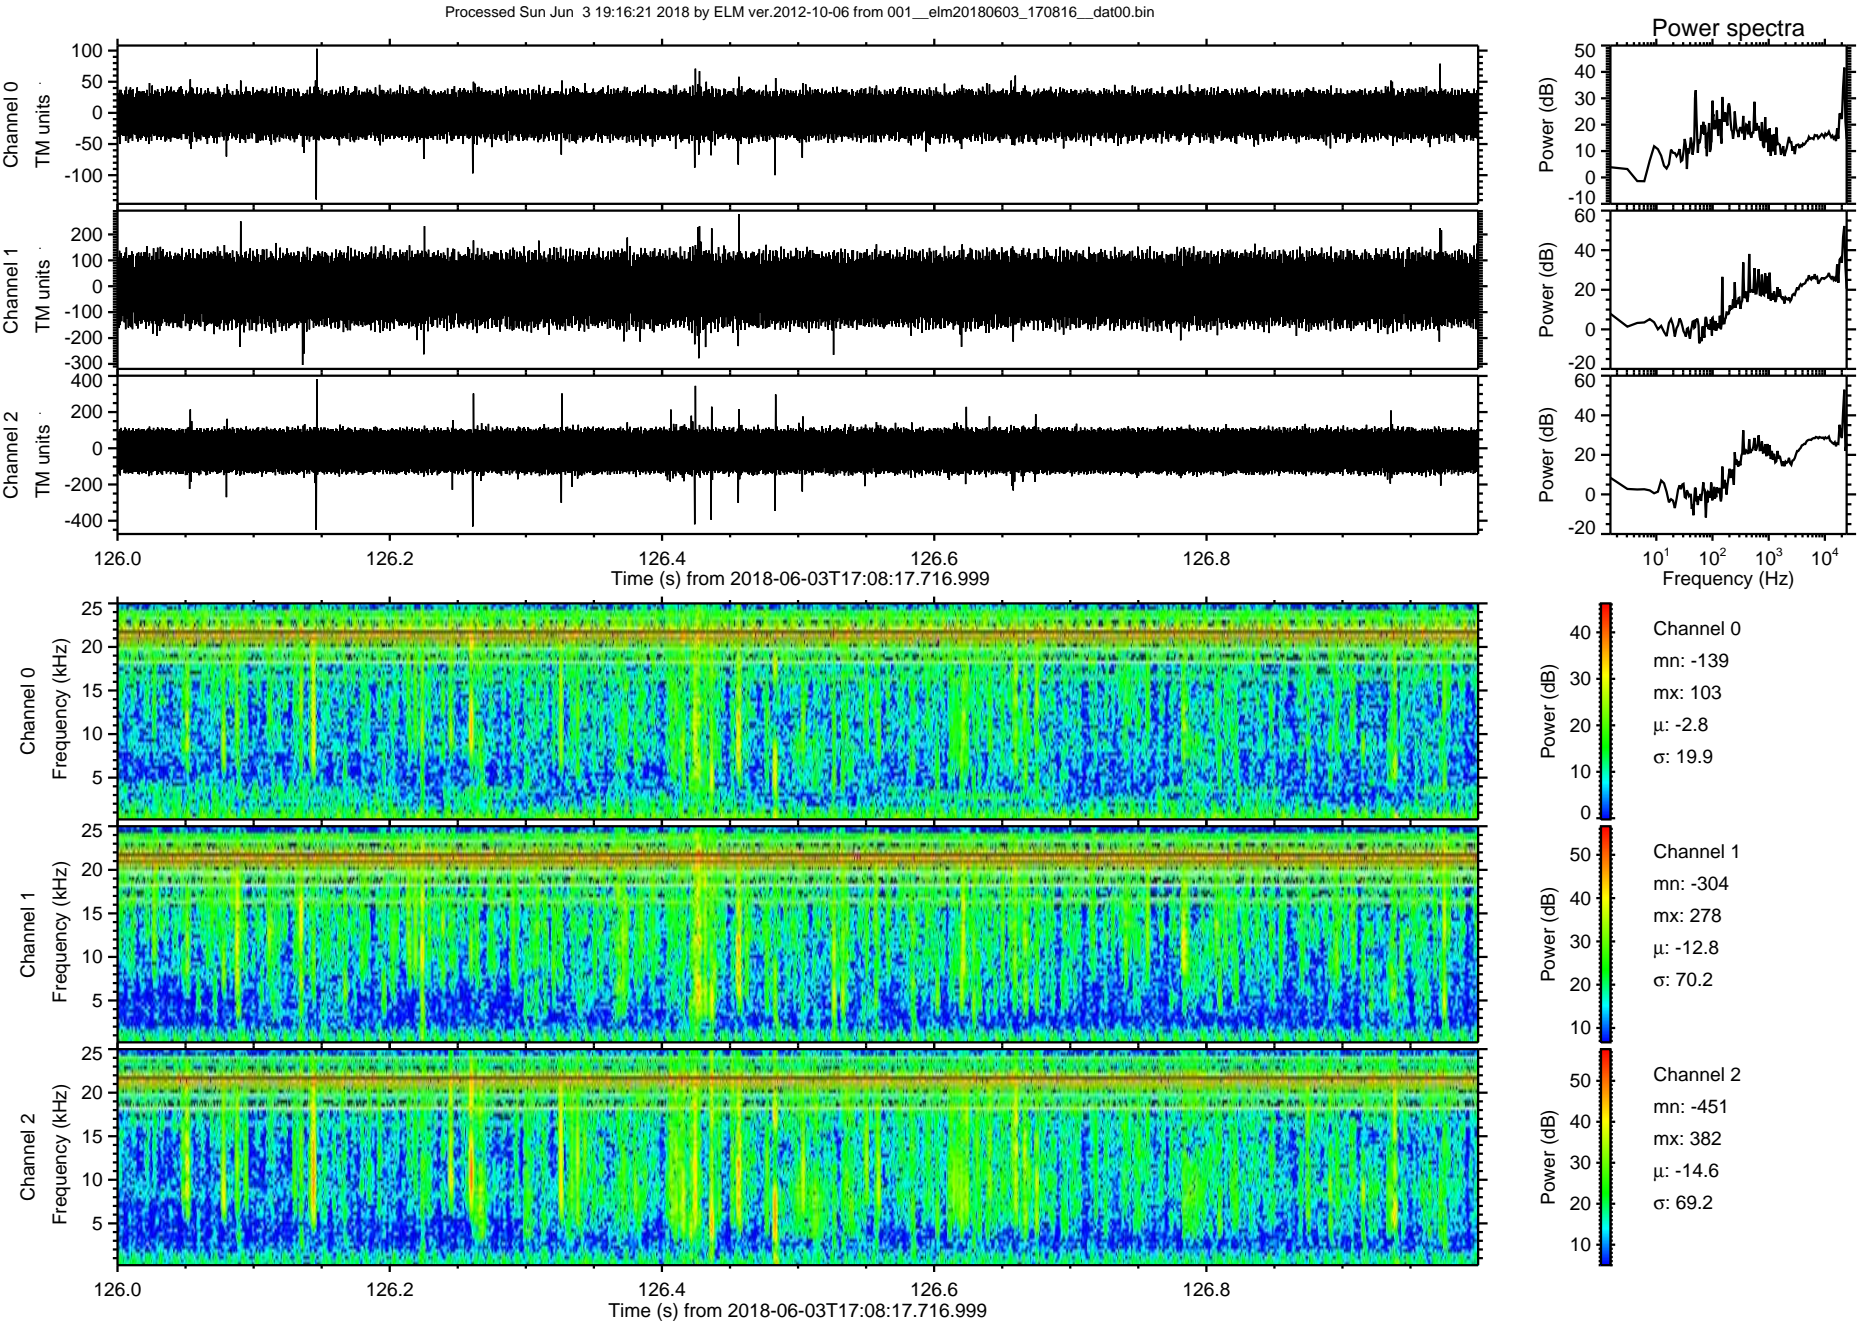 Processed Sun Jun  3 19:16:21 2018 by ELM ver.2012-10-06 from 001__elm20180603_170816__dat00.bin
Power spectra
Channel 0
TM units
100
50
0
-50
-100
Power (dB)
50
40
30
20
10
0
-10
Channel 1
TM units
200
100
0
-100
-200
-300
Power (dB)
60
40
20
0
-20
Channel 2
TM units
400
200
0
-200
-400
Power (dB)
60
40
20
0
-20
126.0 126.2 126.4 126.6 126.8
Time (s) from 2018-06-03T17:08:17.716.999
10¹ 10² 10³ 10⁴
Frequency (Hz)
Channel 0
Frequency (kHz)
25
20
15
10
5
Power (dB)
40
30
20
10
0
Channel 0
mn: -139
mx: 103
μ: -2.8
σ: 19.9
Channel 1
Frequency (kHz)
25
20
15
10
5
Power (dB)
50
40
30
20
10
Channel 1
mn: -304
mx: 278
μ: -12.8
σ: 70.2
Channel 2
Frequency (kHz)
25
20
15
10
5
Power (dB)
50
40
30
20
10
Channel 2
mn: -451
mx: 382
μ: -14.6
σ: 69.2
126.0 126.2 126.4 126.6 126.8
Time (s) from 2018-06-03T17:08:17.716.999